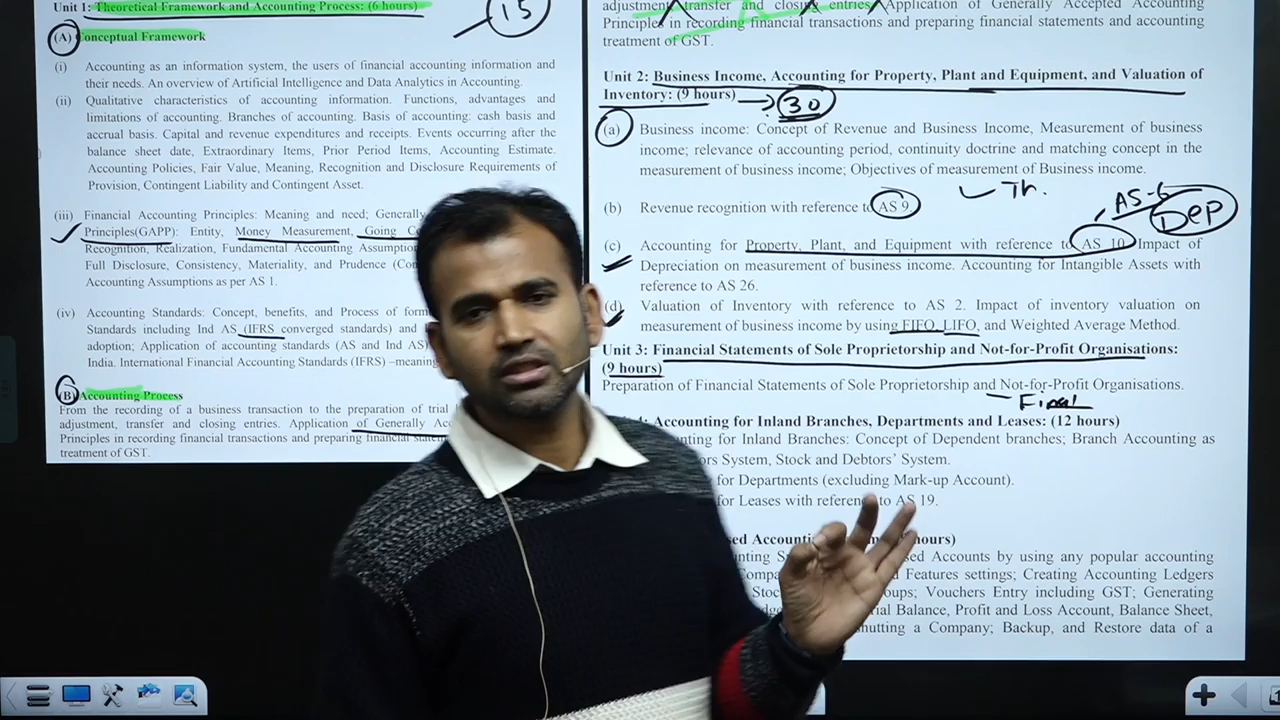 Unit 1: Theoretical Framework and Accounting Process: (6 hours)
15
(A) Conceptual Framework
(i) Accounting as an information system, the users of financial accounting information and
their needs. An overview of Artificial Intelligence and Data Analytics in Accounting.
(ii) Qualitative characteristics of accounting information. Functions, advantages and
limitations of accounting. Branches of accounting. Basis of accounting: cash basis and
accrual basis. Capital and revenue expenditures and receipts. Events occurring after the
balance sheet date, Extraordinary Items, Prior Period Items, Accounting Estimate.
Accounting Policies, Fair Value, Meaning, Recognition and Disclosure Requirements of
Provision, Contingent Liability and Contingent Asset.
(iii) Financial Accounting Principles: Meaning and need; Generally
Principles(GAPP): Entity, Money Measurement, Going
Recognition, Realization, Fundamental Accounting
Full Disclosure, Consistency, Materiality, and Prudence
Accounting Assumptions as per AS 1.
(iv) Accounting Standards: Concept, benefits, and Process of
Standards including Ind AS (IFRS converged standards) and
adoption; Application of accounting standards (AS and Ind AS)
India. International Financial Accounting Standards (IFRS) –
(B) Accounting Process
From the recording of a business transaction to the preparation of trial
adjustment, transfer and closing entries. Application of Generally
Principles in recording financial transactions and preparing financial
treatment of GST.
adjustment, transfer and closing entries. Application of Generally Accepted Accounting
Principles in recording financial transactions and preparing financial statements and accounting
treatment of GST.
Unit 2: Business Income, Accounting for Property, Plant and Equipment, and Valuation of
Inventory: (9 hours)
30
(a) Business income: Concept of Revenue and Business Income, Measurement of business
income; relevance of accounting period, continuity doctrine and matching concept in the
measurement of business income; Objectives of measurement of Business income.
Th.
(b) Revenue recognition with reference to AS 9
AS-6
Dep
(c) Accounting for Property, Plant, and Equipment with reference to AS 10 Impact of
Depreciation on measurement of business income. Accounting for Intangible Assets with
reference to AS 26.
(d) Valuation of Inventory with reference to AS 2. Impact of inventory valuation on
measurement of business income by using FIFO, LIFO, and Weighted Average Method.
Unit 3: Financial Statements of Sole Proprietorship and Not-for-Profit Organisations:
(9 hours)
Preparation of Financial Statements of Sole Proprietorship and Not-for-Profit Organisations.
Final
Accounting for Inland Branches, Departments and Leases: (12 hours)
for Inland Branches: Concept of Dependent branches; Branch Accounting as
System, Stock and Debtors' System.
for Departments (excluding Mark-up Account).
for Leases with reference to AS 19.
hours)
Accounts by using any popular accounting
Features settings; Creating Accounting Ledgers
Vouchers Entry including GST; Generating
Balance, Profit and Loss Account, Balance Sheet,
a Company; Backup, and Restore data of a